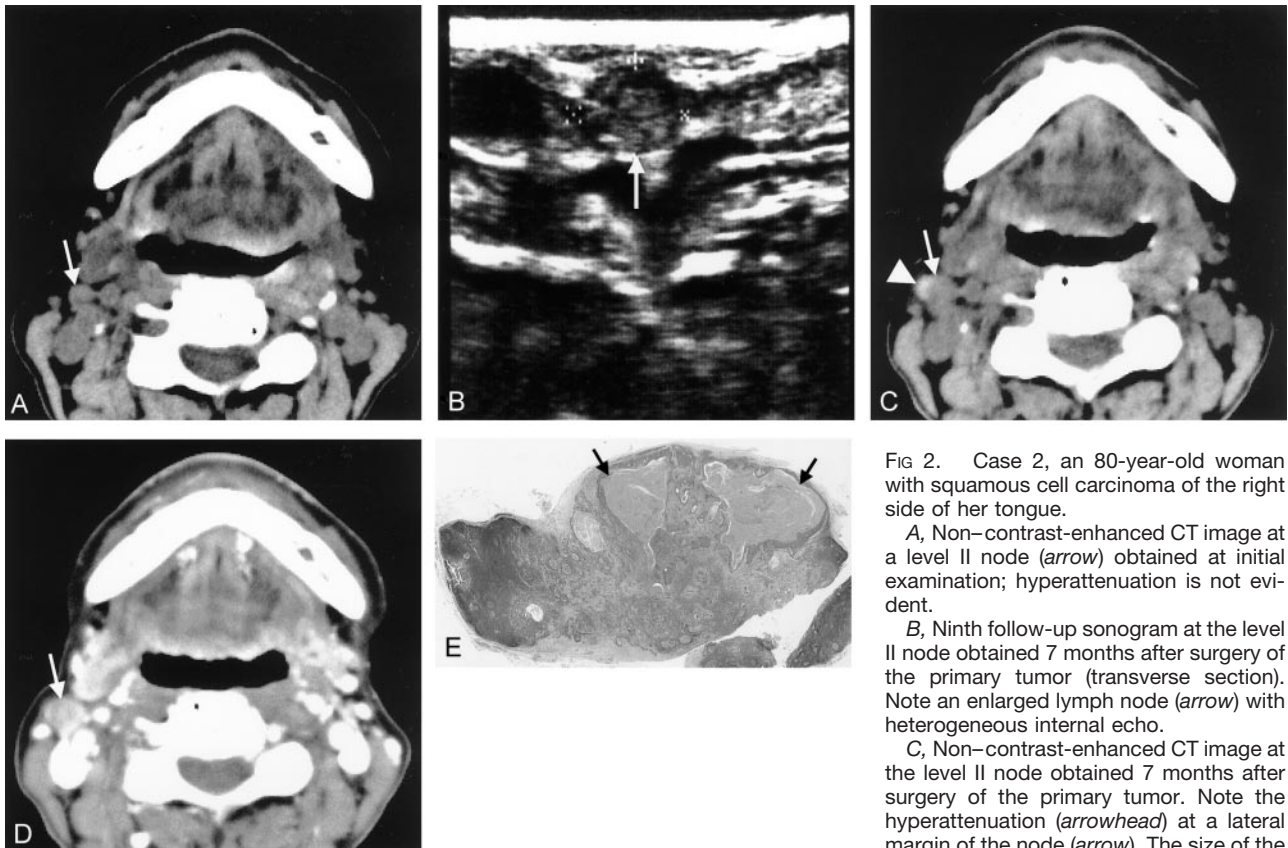 A
B
C
D
E
FIG 2. Case 2, an 80-year-old woman
with squamous cell carcinoma of the right
side of her tongue.
A, Non–contrast-enhanced CT image at
a level II node (arrow) obtained at initial
examination; hyperattenuation is not evi-
dent.
B, Ninth follow-up sonogram at the level
II node obtained 7 months after surgery of
the primary tumor (transverse section).
Note an enlarged lymph node (arrow) with
heterogeneous internal echo.
C, Non–contrast-enhanced CT image at
the level II node obtained 7 months after
surgery of the primary tumor. Note the
hyperattenuation (arrowhead) at a lateral
margin of the node (arrow). The size of the